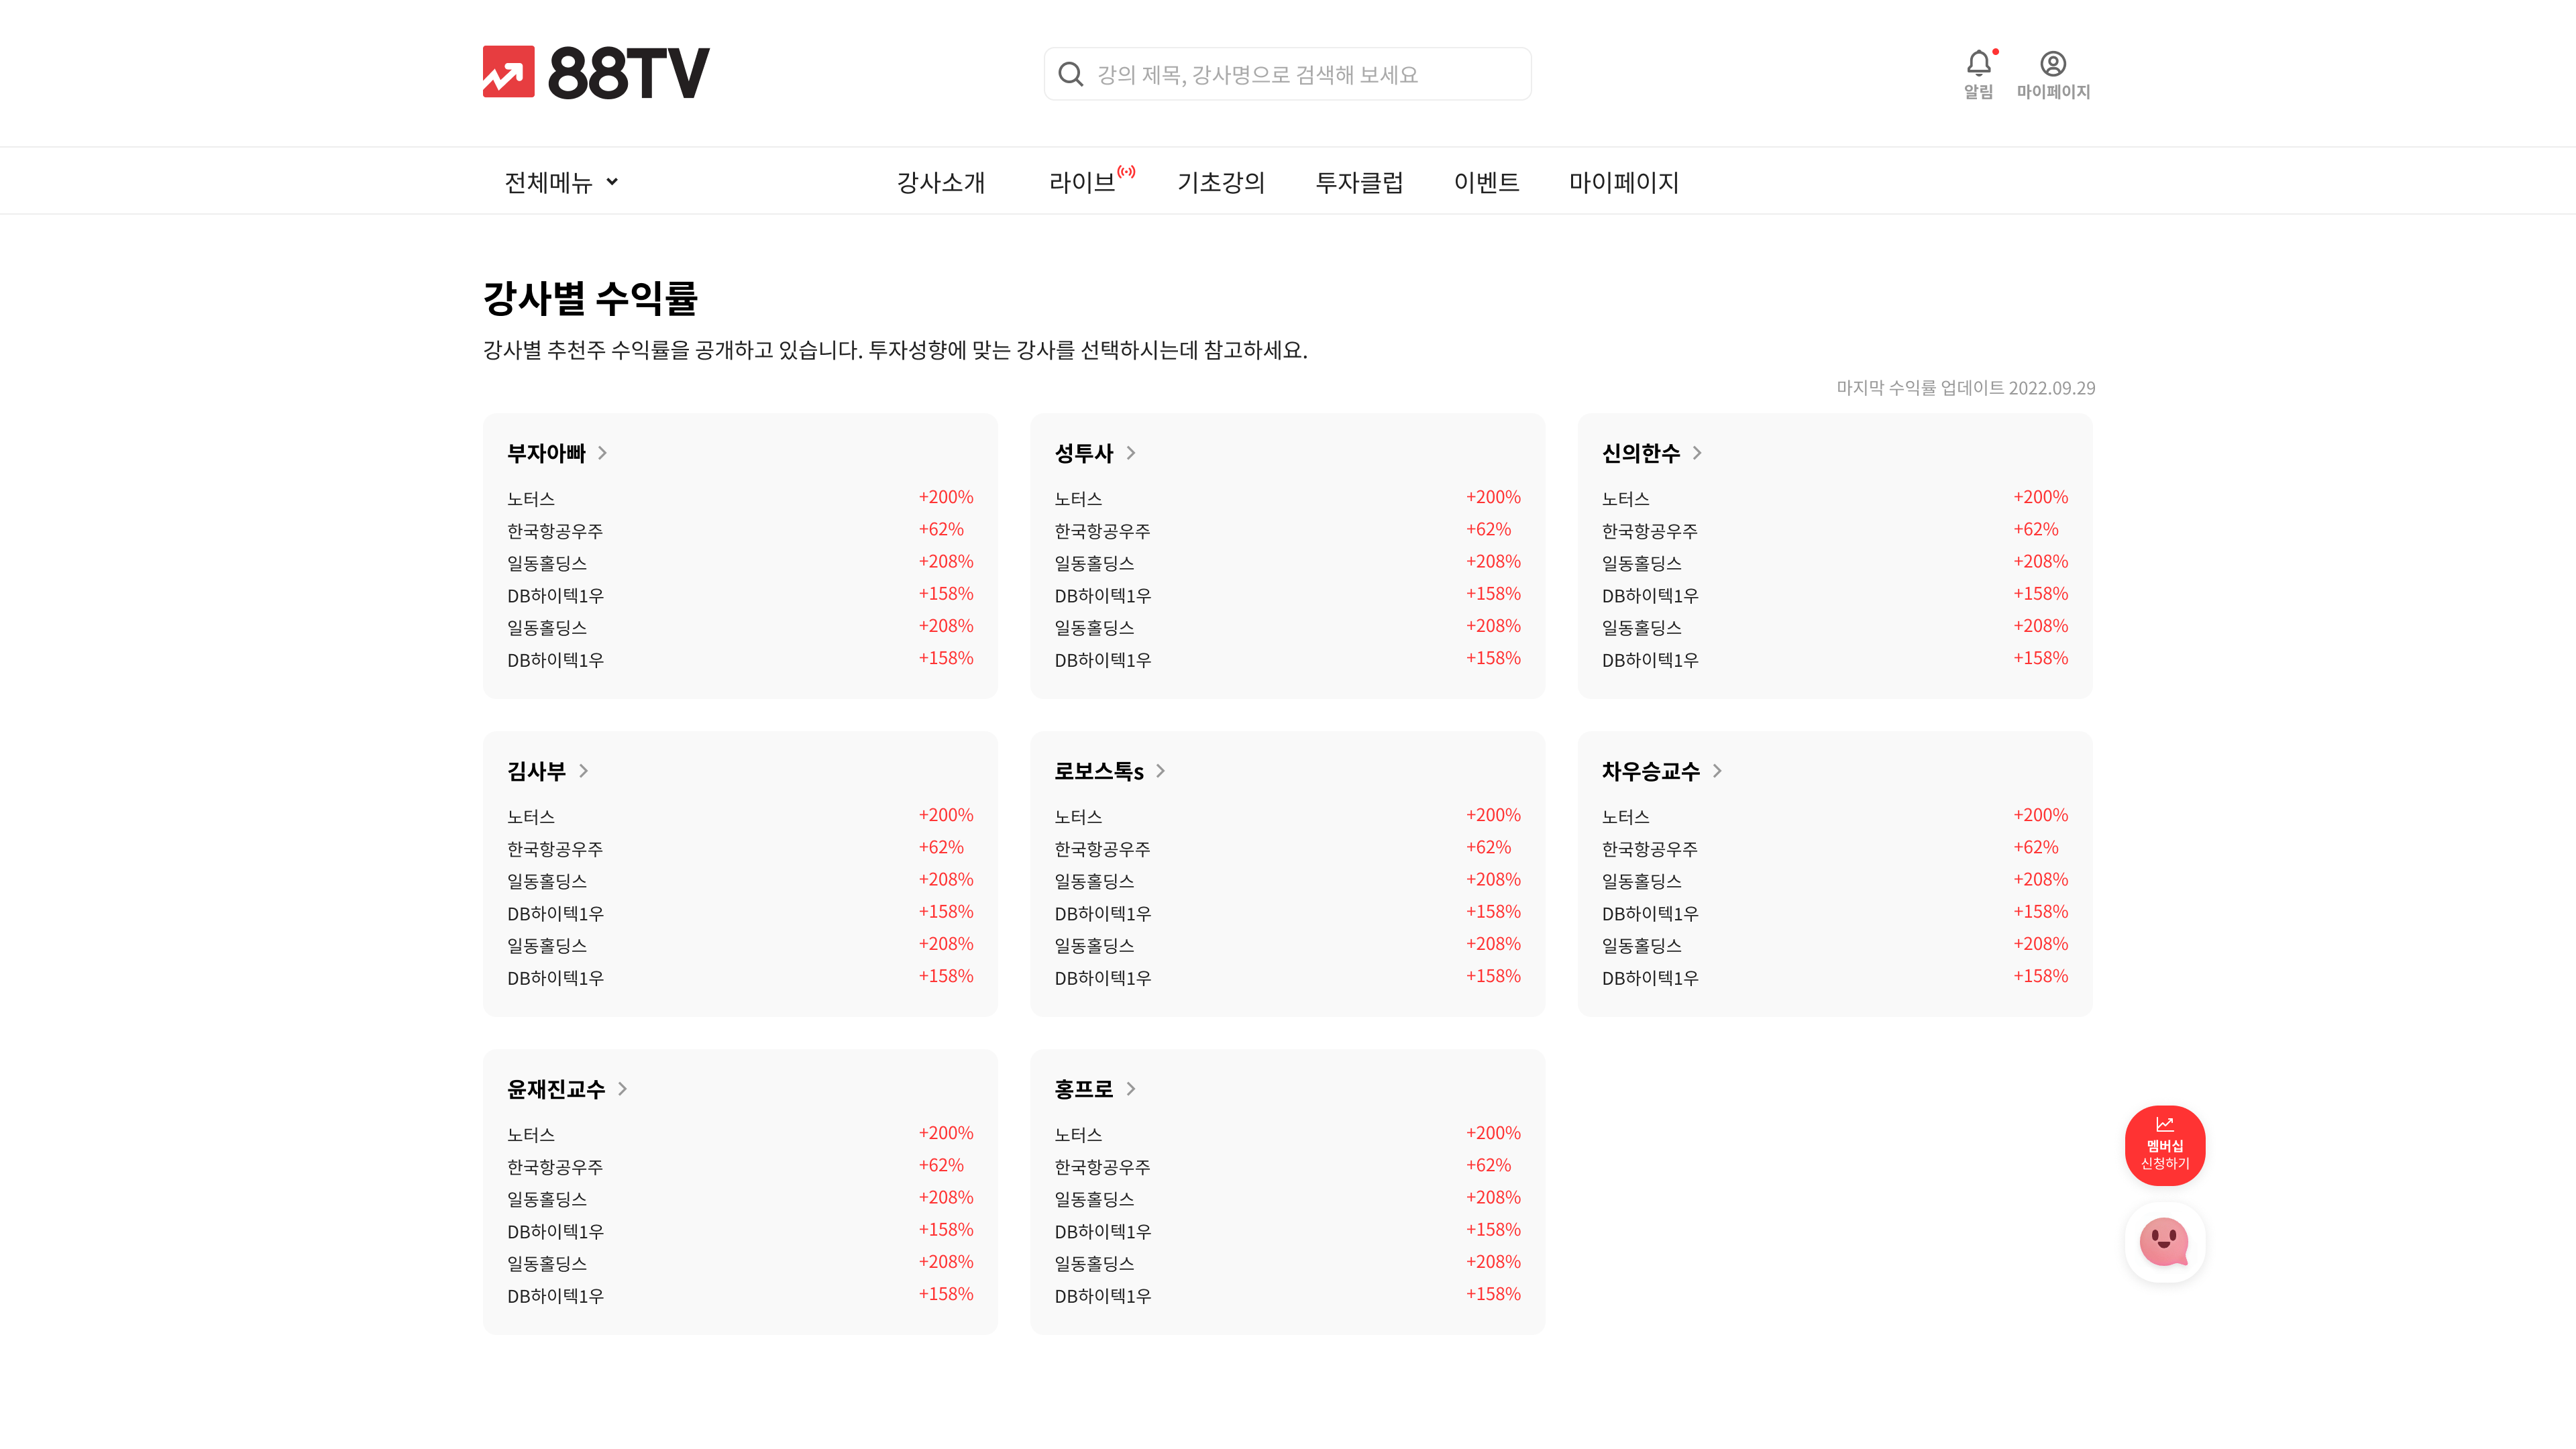 88TV
강의 제목, 강사명으로 검색해 보세요
알림 마이페이지
전체메뉴 강사소개 라이브 기초강의 투자클럽 이벤트 마이페이지
강사별 수익률
강사별 추천주 수익률을 공개하고 있습니다. 투자성향에 맞는 강사를 선택하시는데 참고하세요.
마지막 수익률 업데이트 2022.09.29
부자아빠
노터스 +200%
한국항공우주 +62%
일동홀딩스 +208%
DB하이텍1우 +158%
일동홀딩스 +208%
DB하이텍1우 +158%
성투사
노터스 +200%
한국항공우주 +62%
일동홀딩스 +208%
DB하이텍1우 +158%
일동홀딩스 +208%
DB하이텍1우 +158%
신의한수
노터스 +200%
한국항공우주 +62%
일동홀딩스 +208%
DB하이텍1우 +158%
일동홀딩스 +208%
DB하이텍1우 +158%
김사부
노터스 +200%
한국항공우주 +62%
일동홀딩스 +208%
DB하이텍1우 +158%
일동홀딩스 +208%
DB하이텍1우 +158%
로보스톡s
노터스 +200%
한국항공우주 +62%
일동홀딩스 +208%
DB하이텍1우 +158%
일동홀딩스 +208%
DB하이텍1우 +158%
차우승교수
노터스 +200%
한국항공우주 +62%
일동홀딩스 +208%
DB하이텍1우 +158%
일동홀딩스 +208%
DB하이텍1우 +158%
윤재진교수
노터스 +200%
한국항공우주 +62%
일동홀딩스 +208%
DB하이텍1우 +158%
일동홀딩스 +208%
DB하이텍1우 +158%
홍프로
노터스 +200%
한국항공우주 +62%
일동홀딩스 +208%
DB하이텍1우 +158%
일동홀딩스 +208%
DB하이텍1우 +158%
멤버십
신청하기